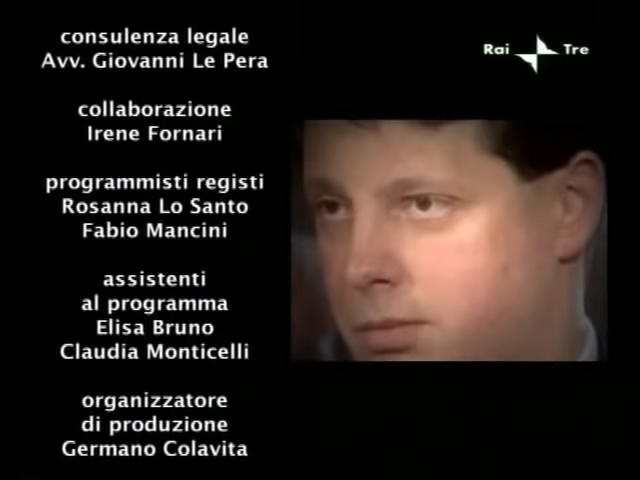 consulenza legale
Avv. Giovanni Le Pera
collaborazione
Irene Fornari
programmisti registi
Rosanna Lo Santo
Fabio Mancini
assistenti
al programma
Elisa Bruno
Claudia Monticelli
organizzatore
di produzione
Germano Colavita
Rai Tre